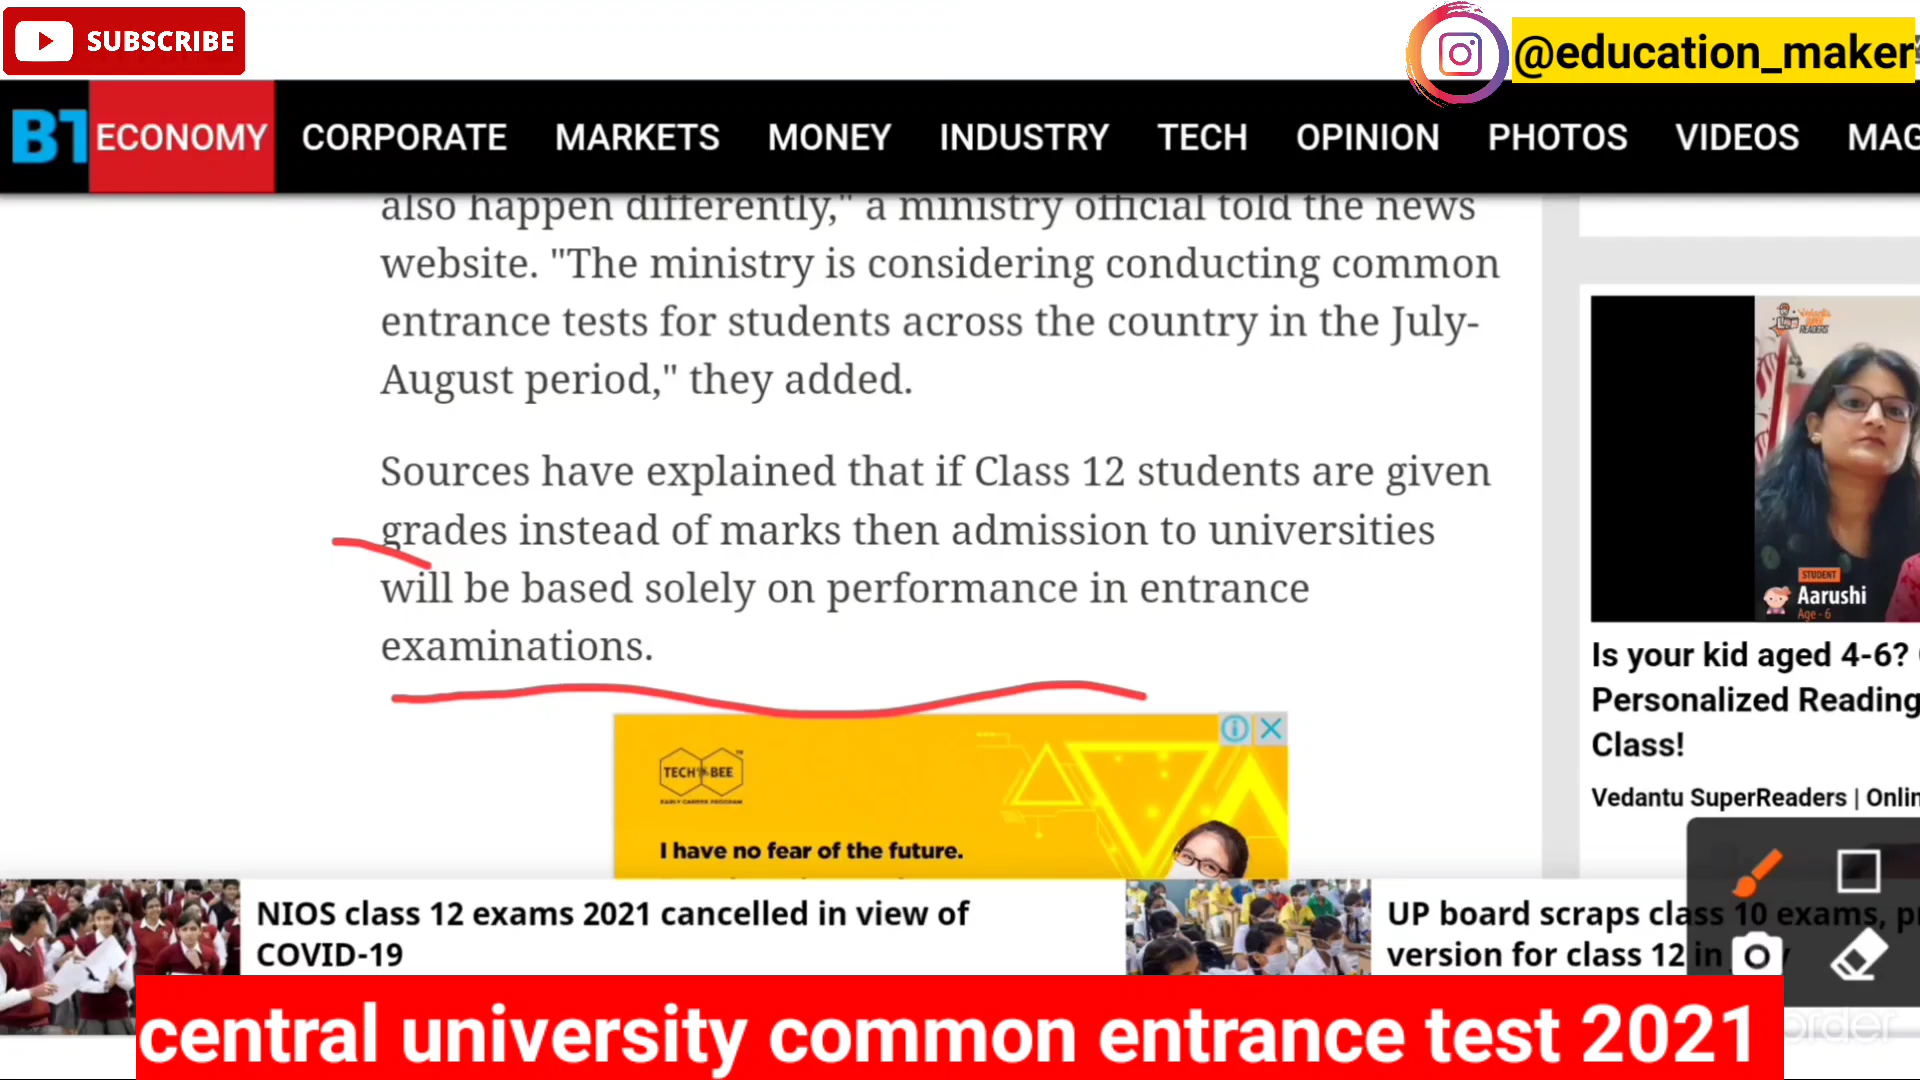 SUBSCRIBE
@education_maker
BT ECONOMY CORPORATE MARKETS MONEY INDUSTRY TECH OPINION PHOTOS VIDEOS MAG
also happen differently," a ministry official told the news
website. "The ministry is considering conducting common
entrance tests for students across the country in the July-
August period," they added.
Sources have explained that if Class 12 students are given
grades instead of marks then admission to universities
will be based solely on performance in entrance
examinations.
TECH BEE
EARLY CAREER PROGRAM
I have no fear of the future.
STUDENT
Aarushi
Age - 6
Is your kid aged 4-6?
Personalized Reading
Class!
Vedantu SuperReaders | Onlin
NIOS class 12 exams 2021 cancelled in view of
COVID-19
UP board scraps class 10 exams,
version for class 12 in
central university common entrance test 2021